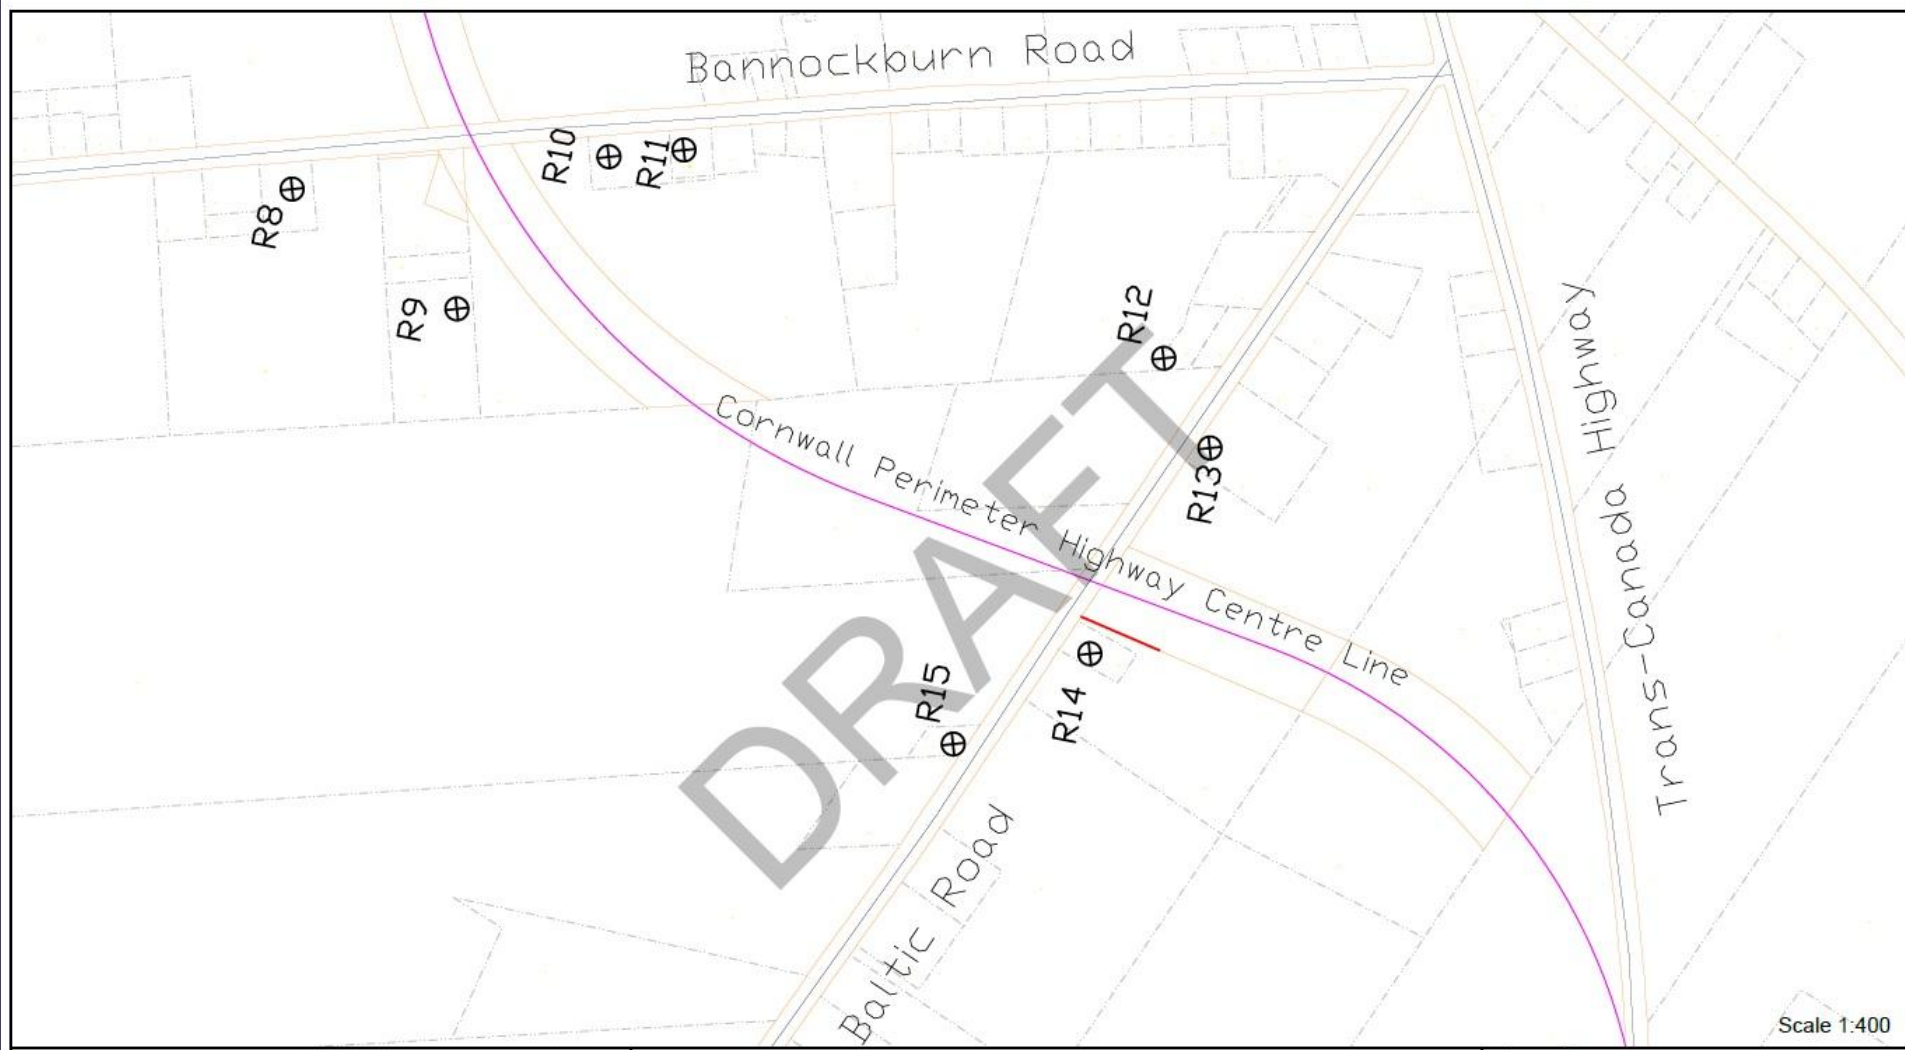 Bannockburn Road
R10
R11
R8
R9
R12
Cornwall Perimeter Highway Centre Line
Trans-Canada Highway
R13
DRAFT
R15
R14
Baltic Road
Scale 1:400